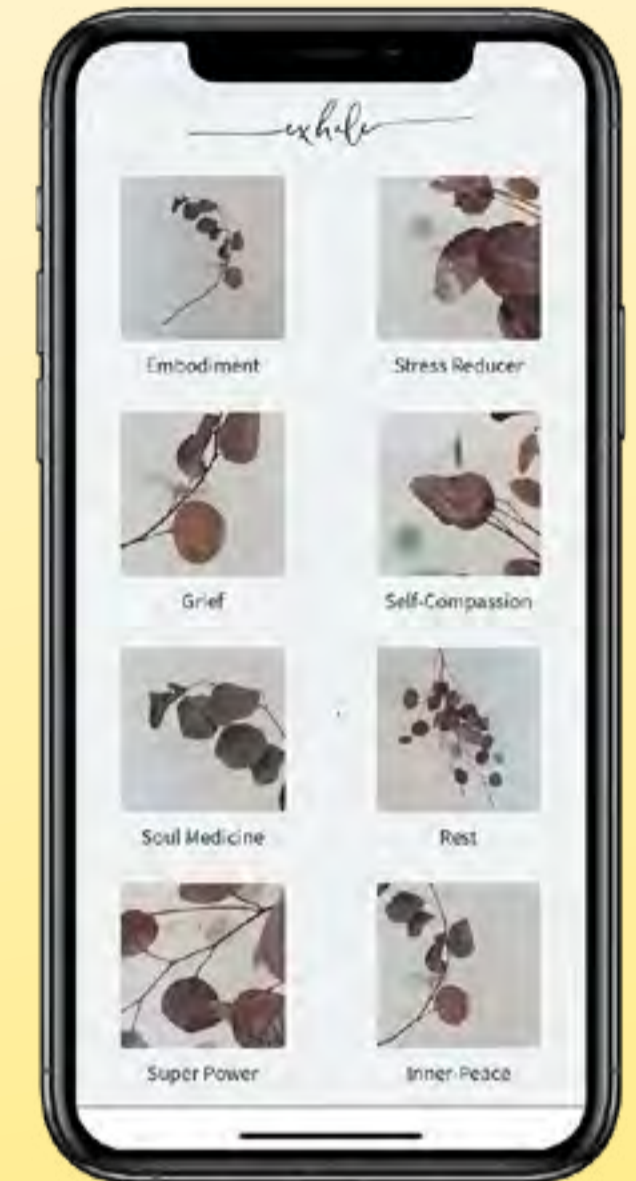 exhale
Embodiment
Stress Reducer
Grief
Self-Compassion
Soul Medicine
Rest
Super Power
Inner-Peace